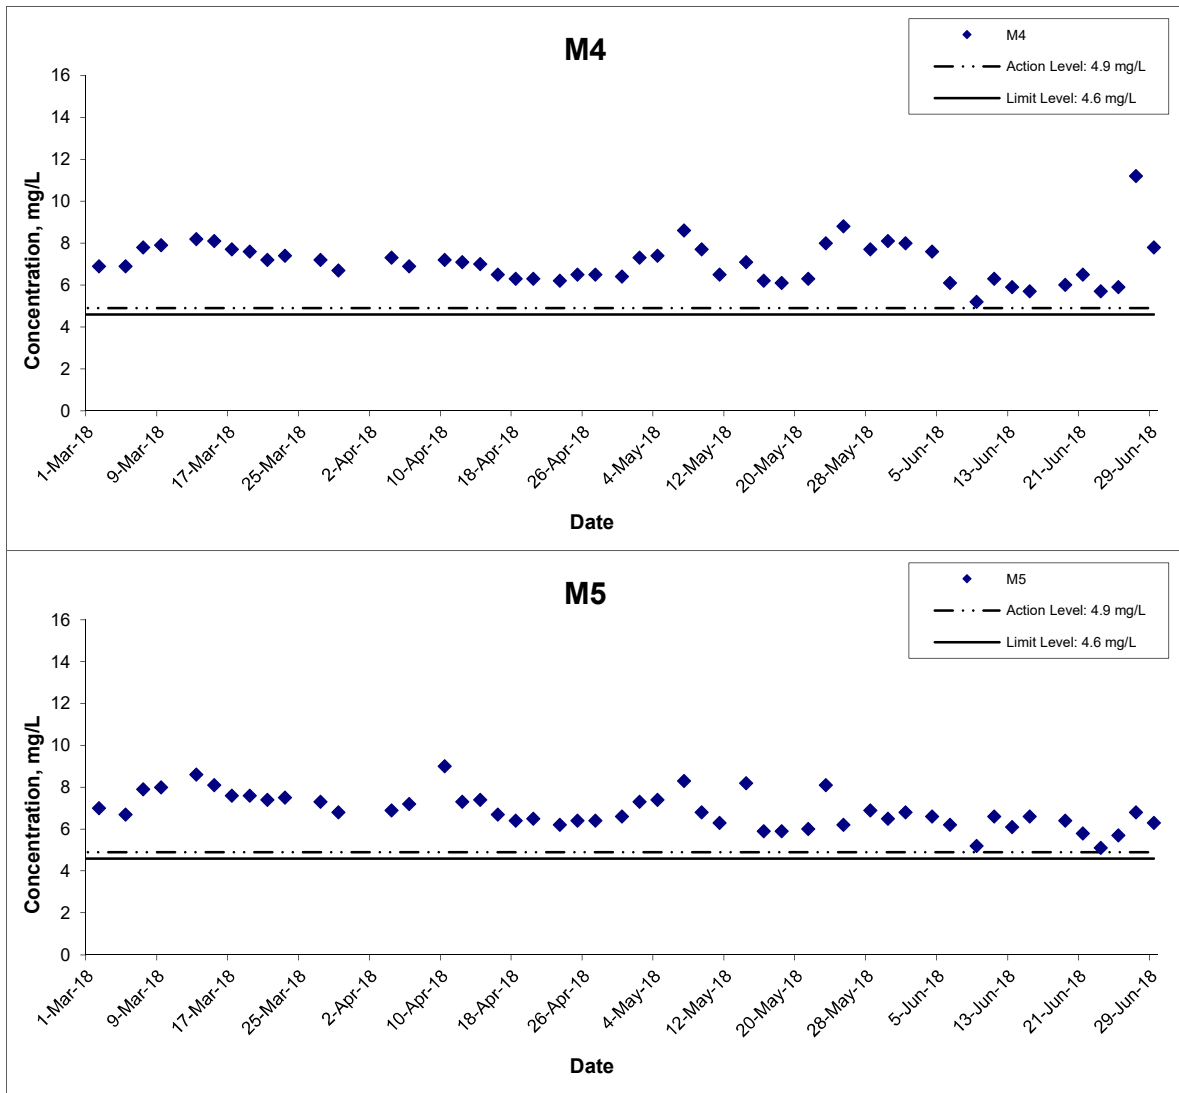 M4
M4
Action Level: 4.9 mg/L
Limit Level: 4.6 mg/L
Concentration, mg/L
16
14
12
10
8
6
4
2
0
1-Mar-18
9-Mar-18
17-Mar-18
25-Mar-18
2-Apr-18
10-Apr-18
18-Apr-18
26-Apr-18
4-May-18
12-May-18
20-May-18
28-May-18
5-Jun-18
13-Jun-18
21-Jun-18
29-Jun-18
Date
M5
M5
Action Level: 4.9 mg/L
Limit Level: 4.6 mg/L
Concentration, mg/L
16
14
12
10
8
6
4
2
0
1-Mar-18
9-Mar-18
17-Mar-18
25-Mar-18
2-Apr-18
10-Apr-18
18-Apr-18
26-Apr-18
4-May-18
12-May-18
20-May-18
28-May-18
5-Jun-18
13-Jun-18
21-Jun-18
29-Jun-18
Date